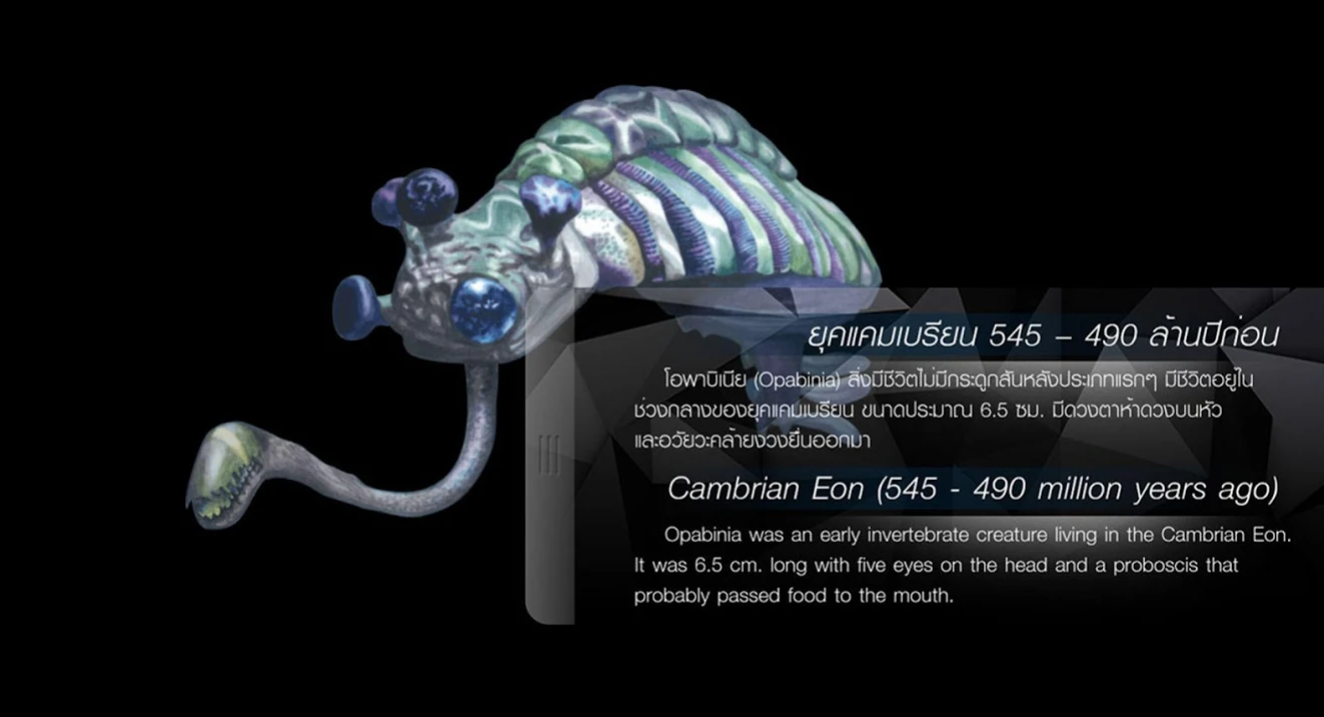 ยุคแคมเบรียน 545 – 490 ล้านปีก่อน
โอพาบิเนีย (Opabinia) สิ่งมีชีวิตไม่มีกระดูกสันหลังประเภทแรกๆ มีชีวิตอยู่ใน
ช่วงกลางของยุคแคมเบรียน ขนาดประมาณ 6.5 ซม. มีดวงตาห้าดวงบนหัว
และอวัยวะคล้ายงวงยื่นออกมา
Cambrian Eon (545 - 490 million years ago)
Opabinia was an early invertebrate creature living in the Cambrian Eon.
It was 6.5 cm. long with five eyes on the head and a proboscis that
probably passed food to the mouth.